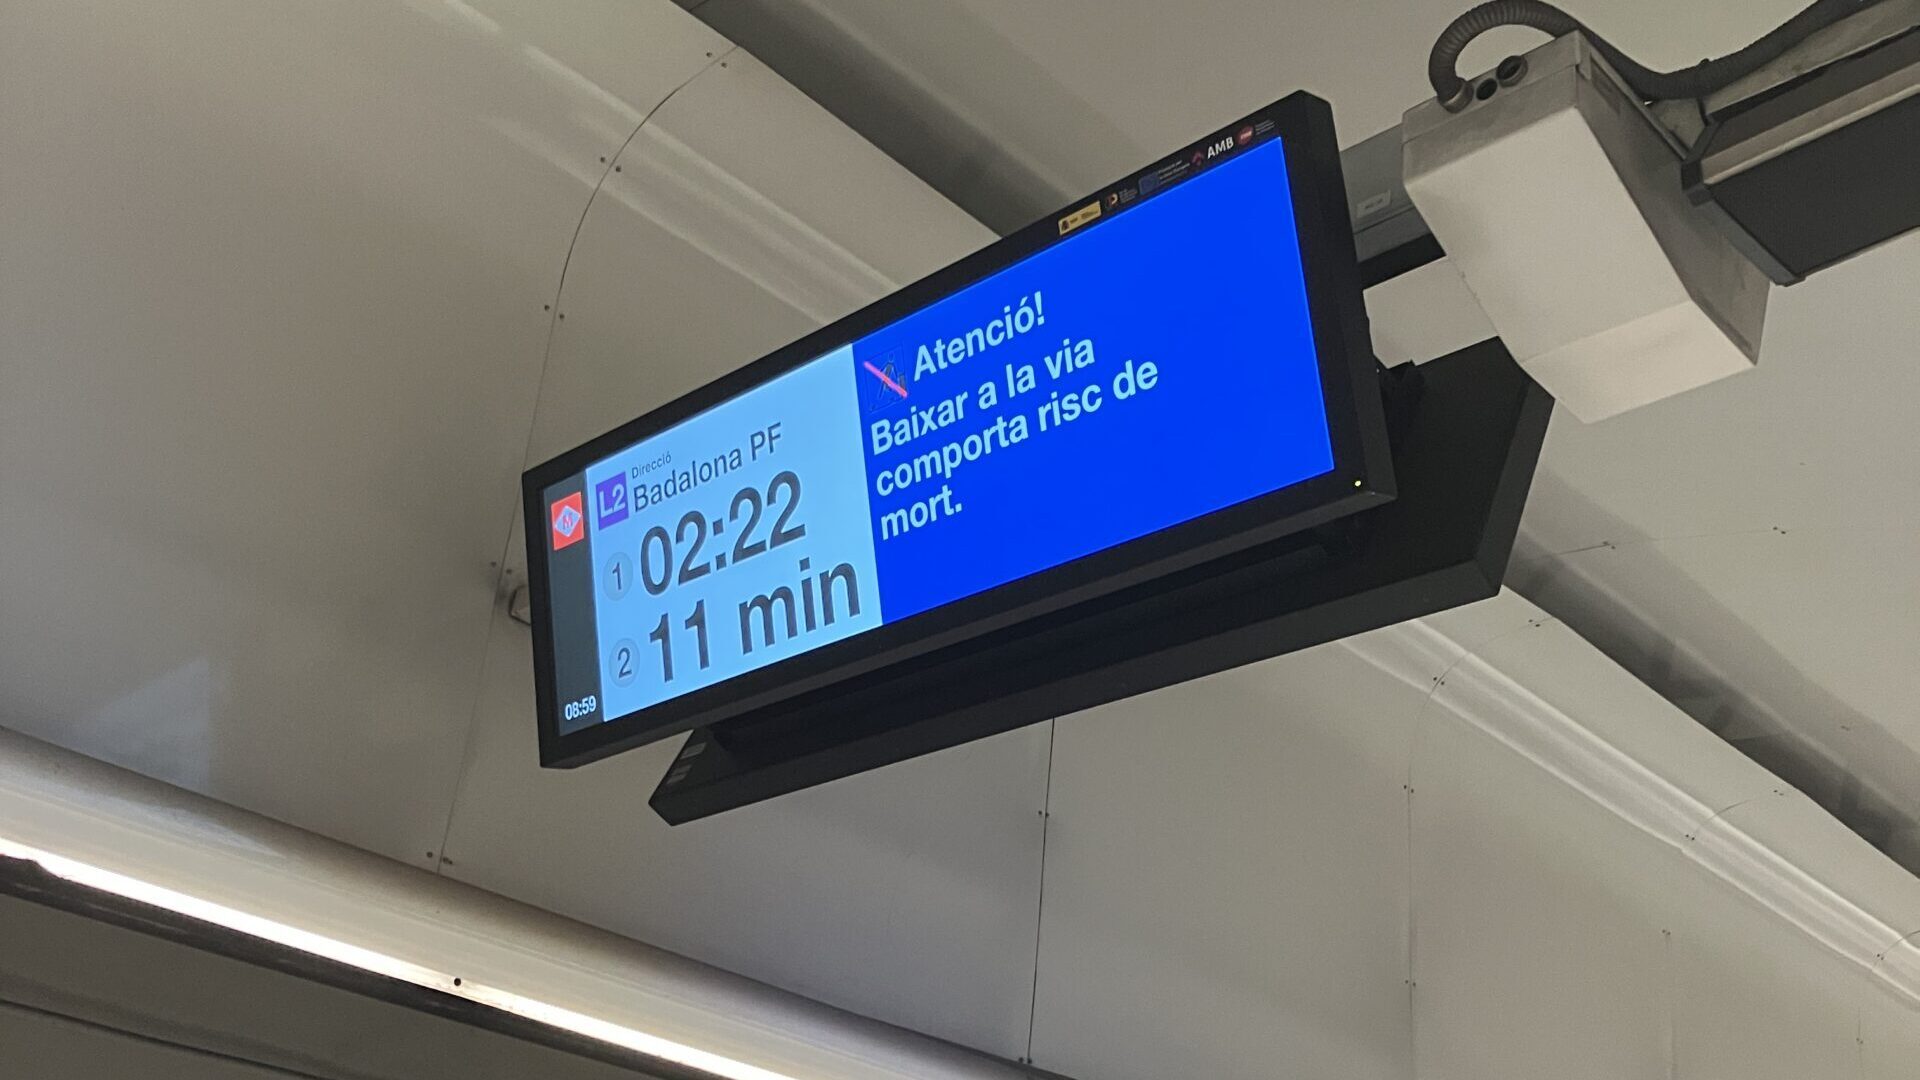 AMB
Direcció
L2 Badalona PF
1 02:22
2 11 min
08:59
M
Atenció!
Baixar a la via
comporta risc de
mort.